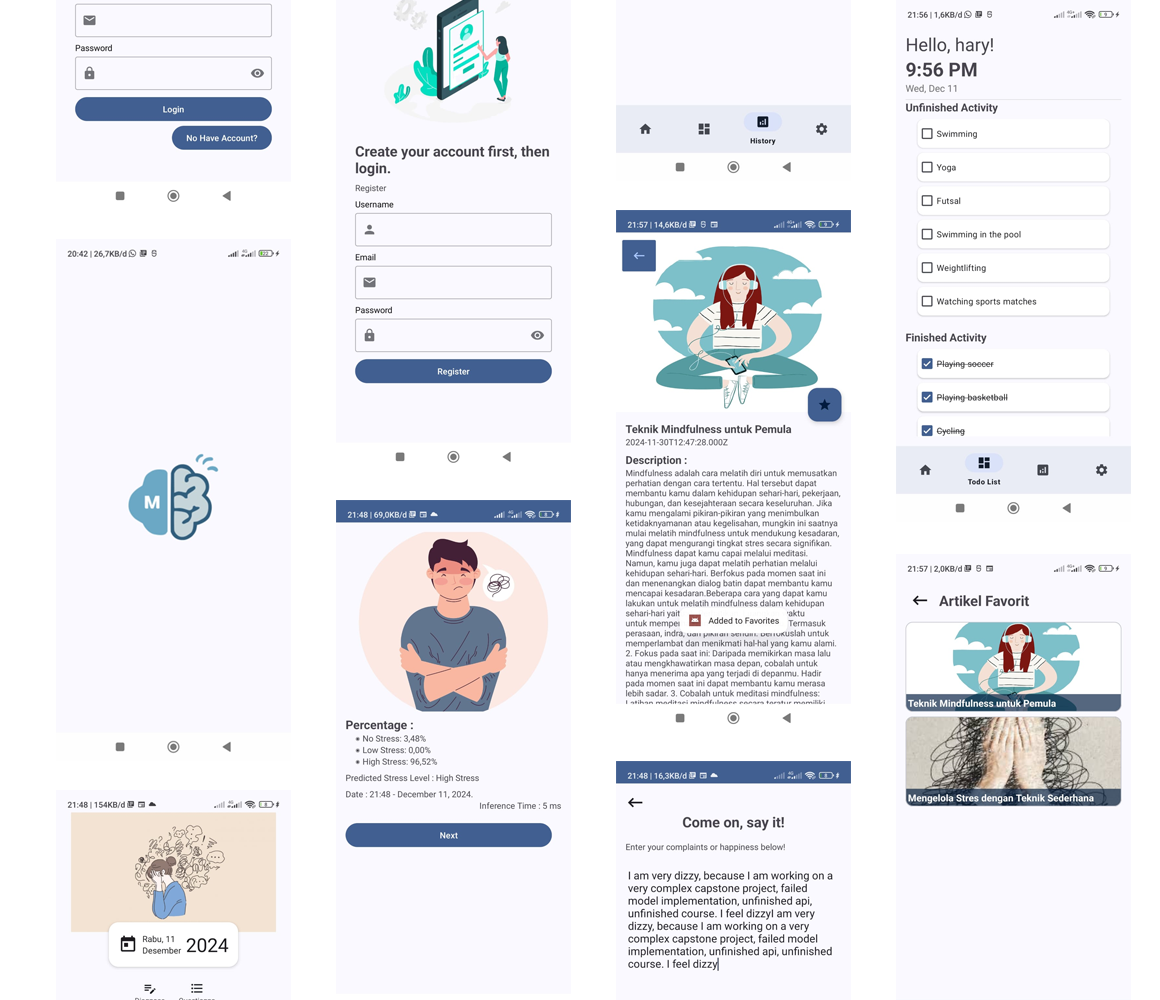 Password
Login
No Have Account?
20:42 | 26,7KB/d
M
21:48 | 154KB/d
Rabu, 11
Desember
2024
Create your account first, then
login.
Register
Username
Email
Password
Register
21:48 | 69,0KB/d
Percentage :
● No Stress: 3,48%
● Low Stress: 0,00%
● High Stress: 96,52%
Predicted Stress Level : High Stress
Date : 21:48 - December 11, 2024.
Inference Time : 5 ms
Next
History
21:57 | 14,6KB/d
Teknik Mindfulness untuk Pemula
2024-11-30T12:47:28.000Z
Description :
Mindfulness adalah cara melatih diri untuk memusatkan
perhatian dengan cara tertentu. Hal tersebut dapat
membantu kamu dalam kehidupan sehari-hari, pekerjaan,
hubungan, dan kesejahteraan secara keseluruhan. Jika
kamu mengalami pikiran-pikiran yang menimbulkan
ketidaknyamanan atau kegelisahan, mungkin ini saatnya
mulai melatih mindfulness untuk mendukung kesadaran,
yang dapat mengurangi tingkat stres secara signifikan.
Mindfulness dapat kamu capai melalui meditasi.
Namun, kamu juga dapat melatih perhatian melalui
kehidupan sehari-hari. Berfokus pada momen saat ini
dan menenangkan dialog batin dapat membantu kamu
mencapai kesadaran.Beberapa cara yang dapat kamu
lakukan untuk melatih mindfulness dalam kehidupan
sehari-hari
untuk Termasuk
Added to Favorites
perasaan, indra, dan pikiran sendiri. Berfokuslah untuk
memperlambat dan menikmati hal-hal yang kamu alami.
2. Fokus pada saat ini: Daripada memikirkan masa lalu
atau mengkhawatirkan masa depan, cobalah untuk
hanya menerima apa yang terjadi di depanmu. Hadir
pada momen saat ini dapat membantu kamu merasa
lebih sadar. 3. Cobalah untuk meditasi mindfulness:
Latihan meditasi mindfulness secara teratur memiliki
21:48 | 16,3KB/d
Come on, say it!
Enter your complaints or happiness below!
I am very dizzy, because I am working on a
very complex capstone project, failed
model implementation, unfinished api,
unfinished course. I feel dizzyI am very
dizzy, because I am working on a very
complex capstone project, failed model
implementation, unfinished api, unfinished
course. I feel dizzy
21:56 | 1,6KB/d
Hello, hary!
9:56 PM
Wed, Dec 11
Unfinished Activity
Swimming
Yoga
Futsal
Swimming in the pool
Weightlifting
Watching sports matches
Finished Activity
Playing soccer
Playing basketball
Cycling
Todo List
21:57 | 2,0KB/d
Artikel Favorit
Teknik Mindfulness untuk Pemula
Mengelola Stres dengan Teknik Sederhana